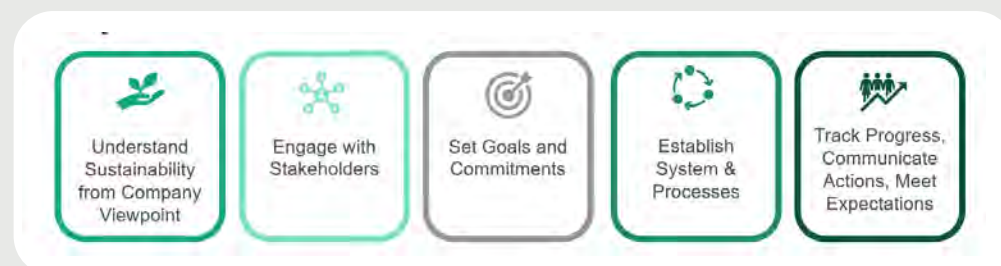 Understand
Sustainability
from Company
Viewpoint
Engage with
Stakeholders
Set Goals and
Commitments
Establish
System &
Processes
Track Progress,
Communicate
Actions, Meet
Expectations